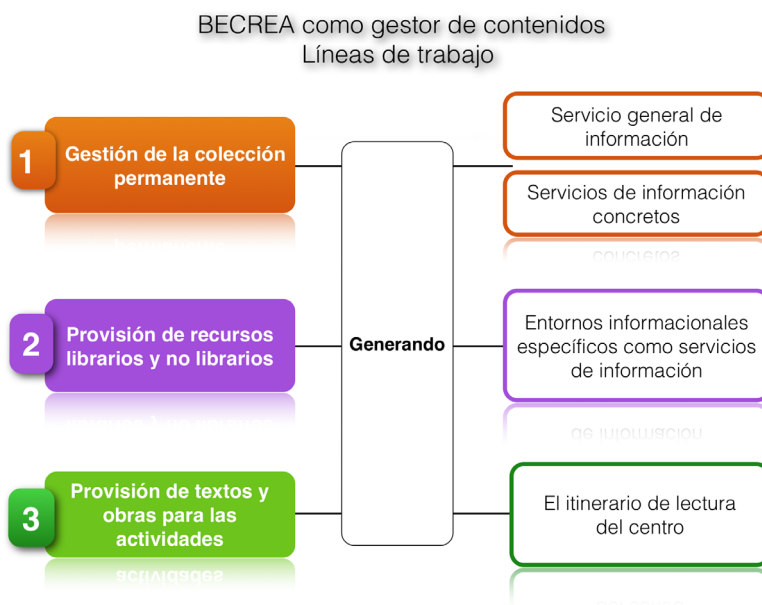 BECREA como gestor de contenidos
Líneas de trabajo
1
Gestión de la colección
permanente
Servicio general de
información
Servicios de información
concretos
2
Provisión de recursos
librarios y no librarios
Generando
Entornos informacionales
específicos como servicios
de información
3
Provisión de textos y
obras para las
actividades
El itinerario de lectura
del centro